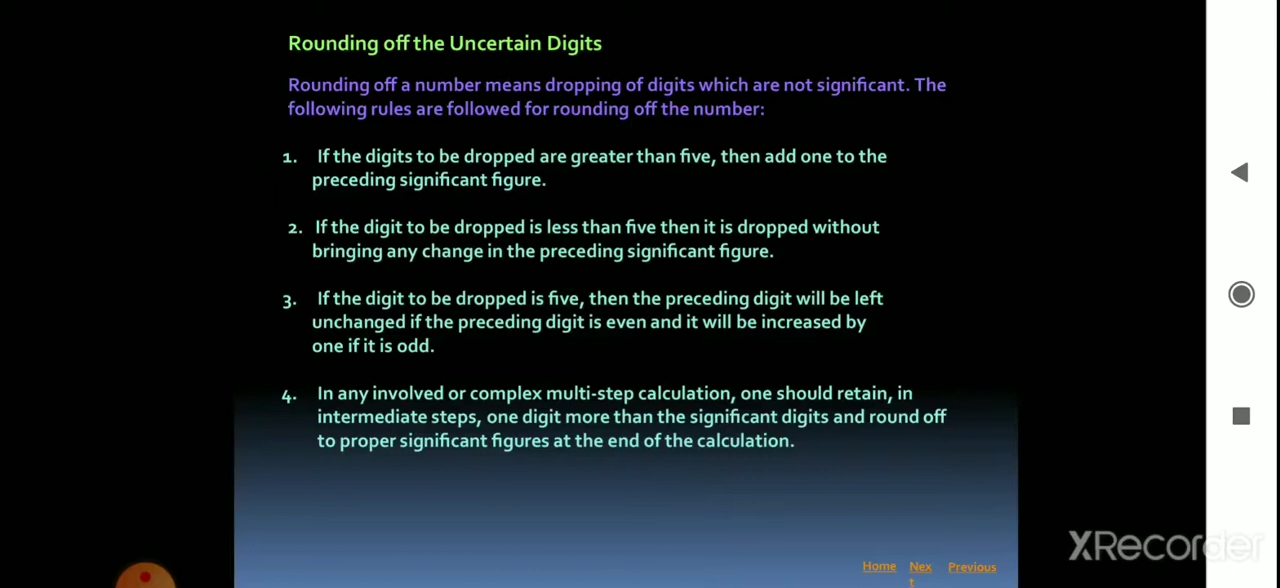 Rounding off the Uncertain Digits
Rounding off a number means dropping of digits which are not significant. The
following rules are followed for rounding off the number:
1. If the digits to be dropped are greater than five, then add one to the
preceding significant figure.
2. If the digit to be dropped is less than five then it is dropped without
bringing any change in the preceding significant figure.
3. If the digit to be dropped is five, then the preceding digit will be left
unchanged if the preceding digit is even and it will be increased by
one if it is odd.
4. In any involved or complex multi-step calculation, one should retain, in
intermediate steps, one digit more than the significant digits and round off
to proper significant figures at the end of the calculation.
XRecorder
Home Nex Previous
t